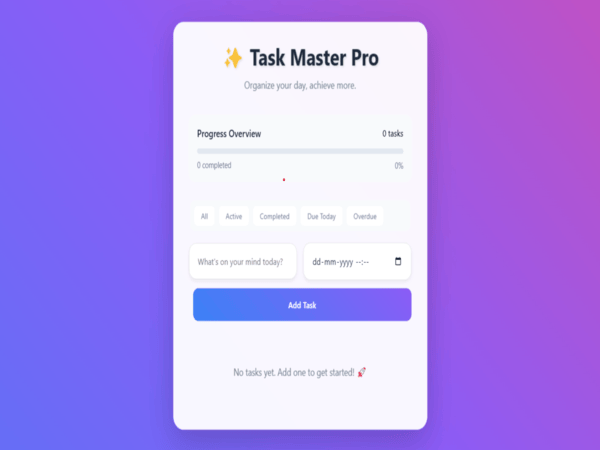 ✨ Task Master Pro
Organize your day, achieve more.
Progress Overview 0 tasks
0 completed 0%
All Active Completed Due Today Overdue
What's on your mind today? dd-mm-yyyy --:--
Add Task
No tasks yet. Add one to get started! 🚀